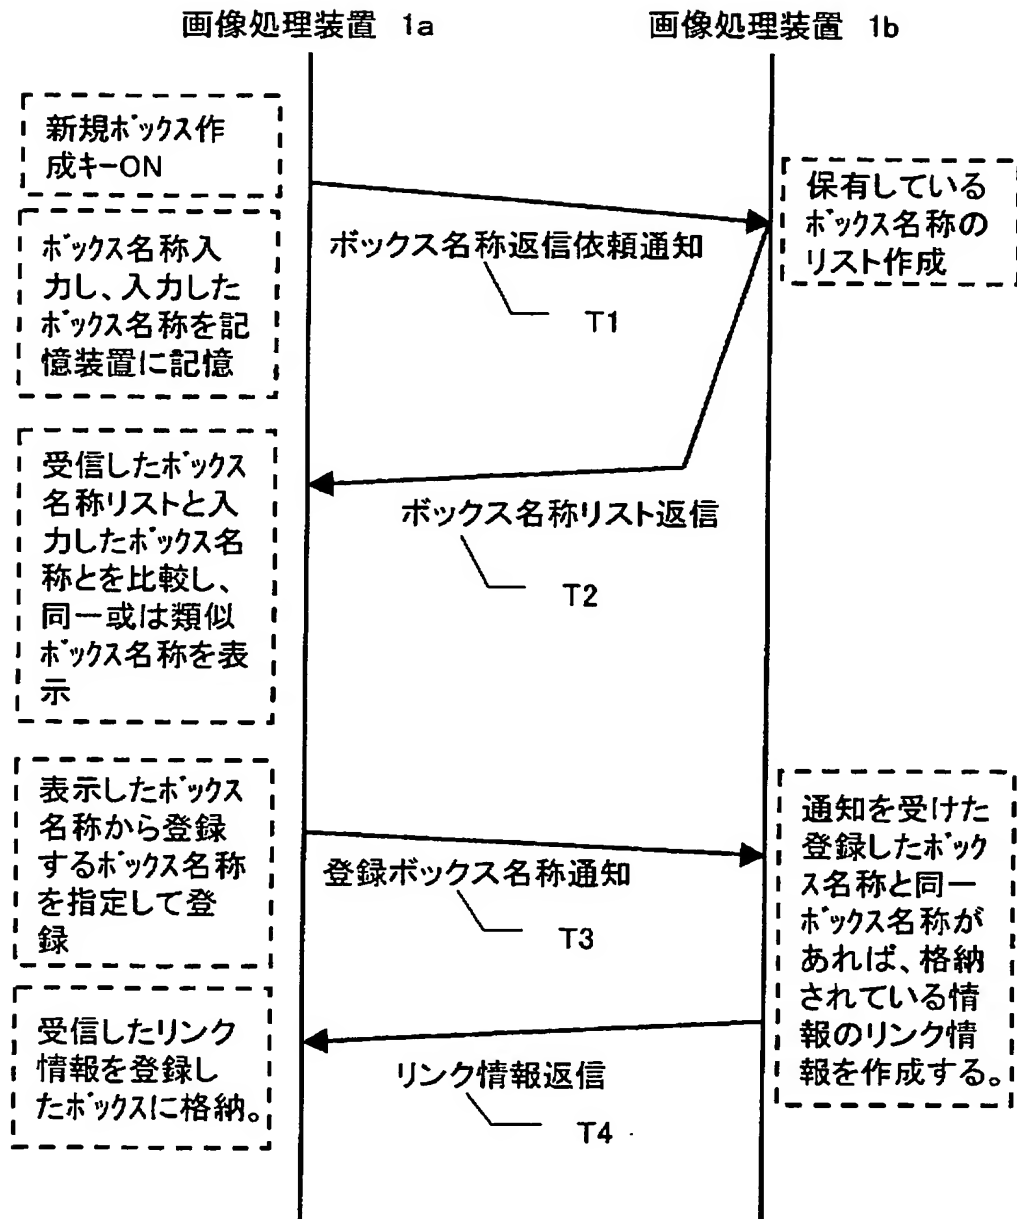 画像処理装置 1a
画像処理装置 1b
新規ボックス作
成キーON
ボックス名称返信依頼通知
T1
保有している
ボックス名称の
リスト作成
ボックス名称入
力し、入力した
ボックス名称を記
憶装置に記憶
受信したボックス
名称リストと入
力したボックス名
称とを比較し、
同一或は類似
ボックス名称を表
示
ボックス名称リスト返信
T2
表示したボックス
名称から登録
するボックス名称
を指定して登
録
登録ボックス名称通知
T3
通知を受けた
登録したボック
ス名称と同一
ボックス名称が
あれば、格納
されている情
報のリンク情
報を作成する。
受信したリンク
情報を登録し
たボックスに格納。
リンク情報返信
T4